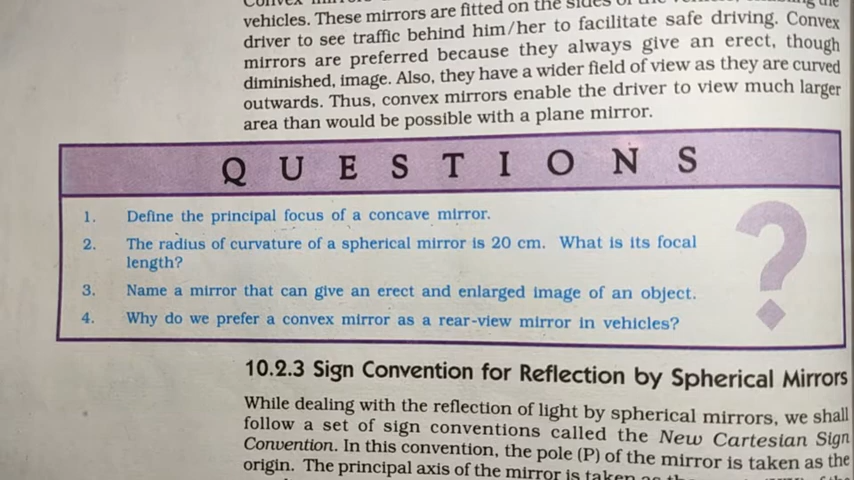 vehicles. These mirrors are fitted on the sides of the
driver to see traffic behind him/her to facilitate safe driving. Convex
mirrors are preferred because they always give an erect, though
diminished, image. Also, they have a wider field of view as they are curved
outwards. Thus, convex mirrors enable the driver to view much larger
area than would be possible with a plane mirror.
QUESTIONS
1. Define the principal focus of a concave mirror.
2. The radius of curvature of a spherical mirror is 20 cm. What is its focal
length?
3. Name a mirror that can give an erect and enlarged image of an object.
4. Why do we prefer a convex mirror as a rear-view mirror in vehicles?
?
10.2.3 Sign Convention for Reflection by Spherical Mirrors
While dealing with the reflection of light by spherical mirrors, we shall
follow a set of sign conventions called the New Cartesian Sign
Convention. In this convention, the pole (P) of the mirror is taken as the
origin. The principal axis of the mirror is taken